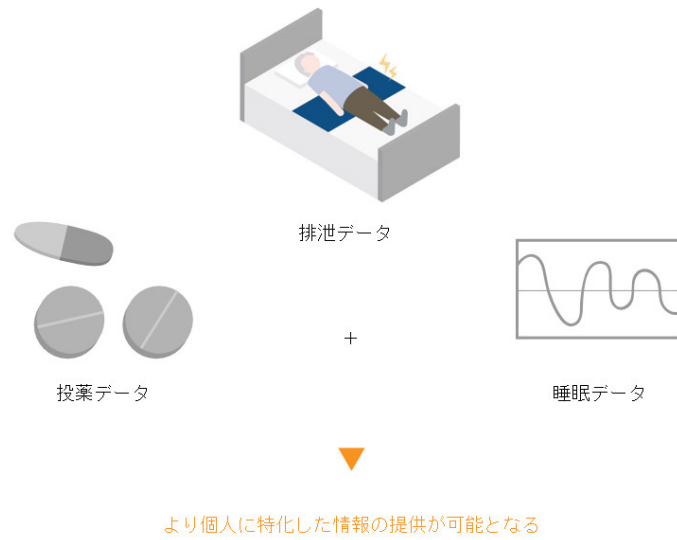 排泄データ
+
投薬データ
睡眠データ
より個人に特化した情報の提供が可能となる